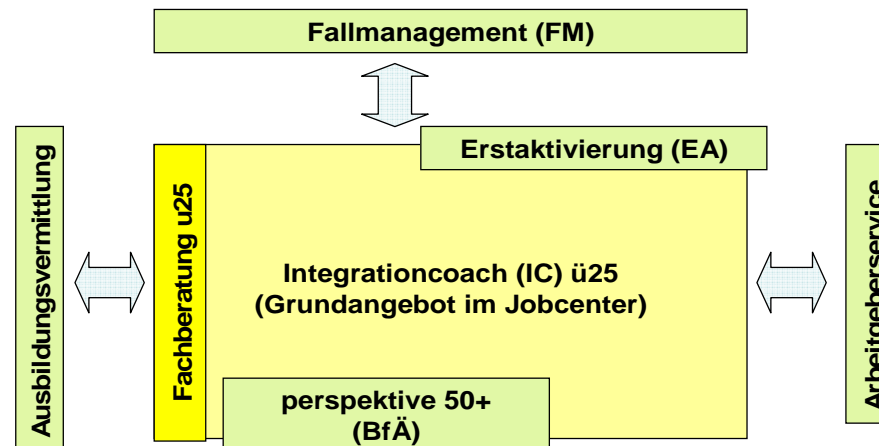 Fallmanagement (FM)
Erstaktivierung (EA)
Ausbildungsvermittlung
Fachberatung u25
Integrationcoach (IC) ü25
(Grundangebot im Jobcenter)
Arbeitgeberservice
perspektive 50+
(BfÄ)